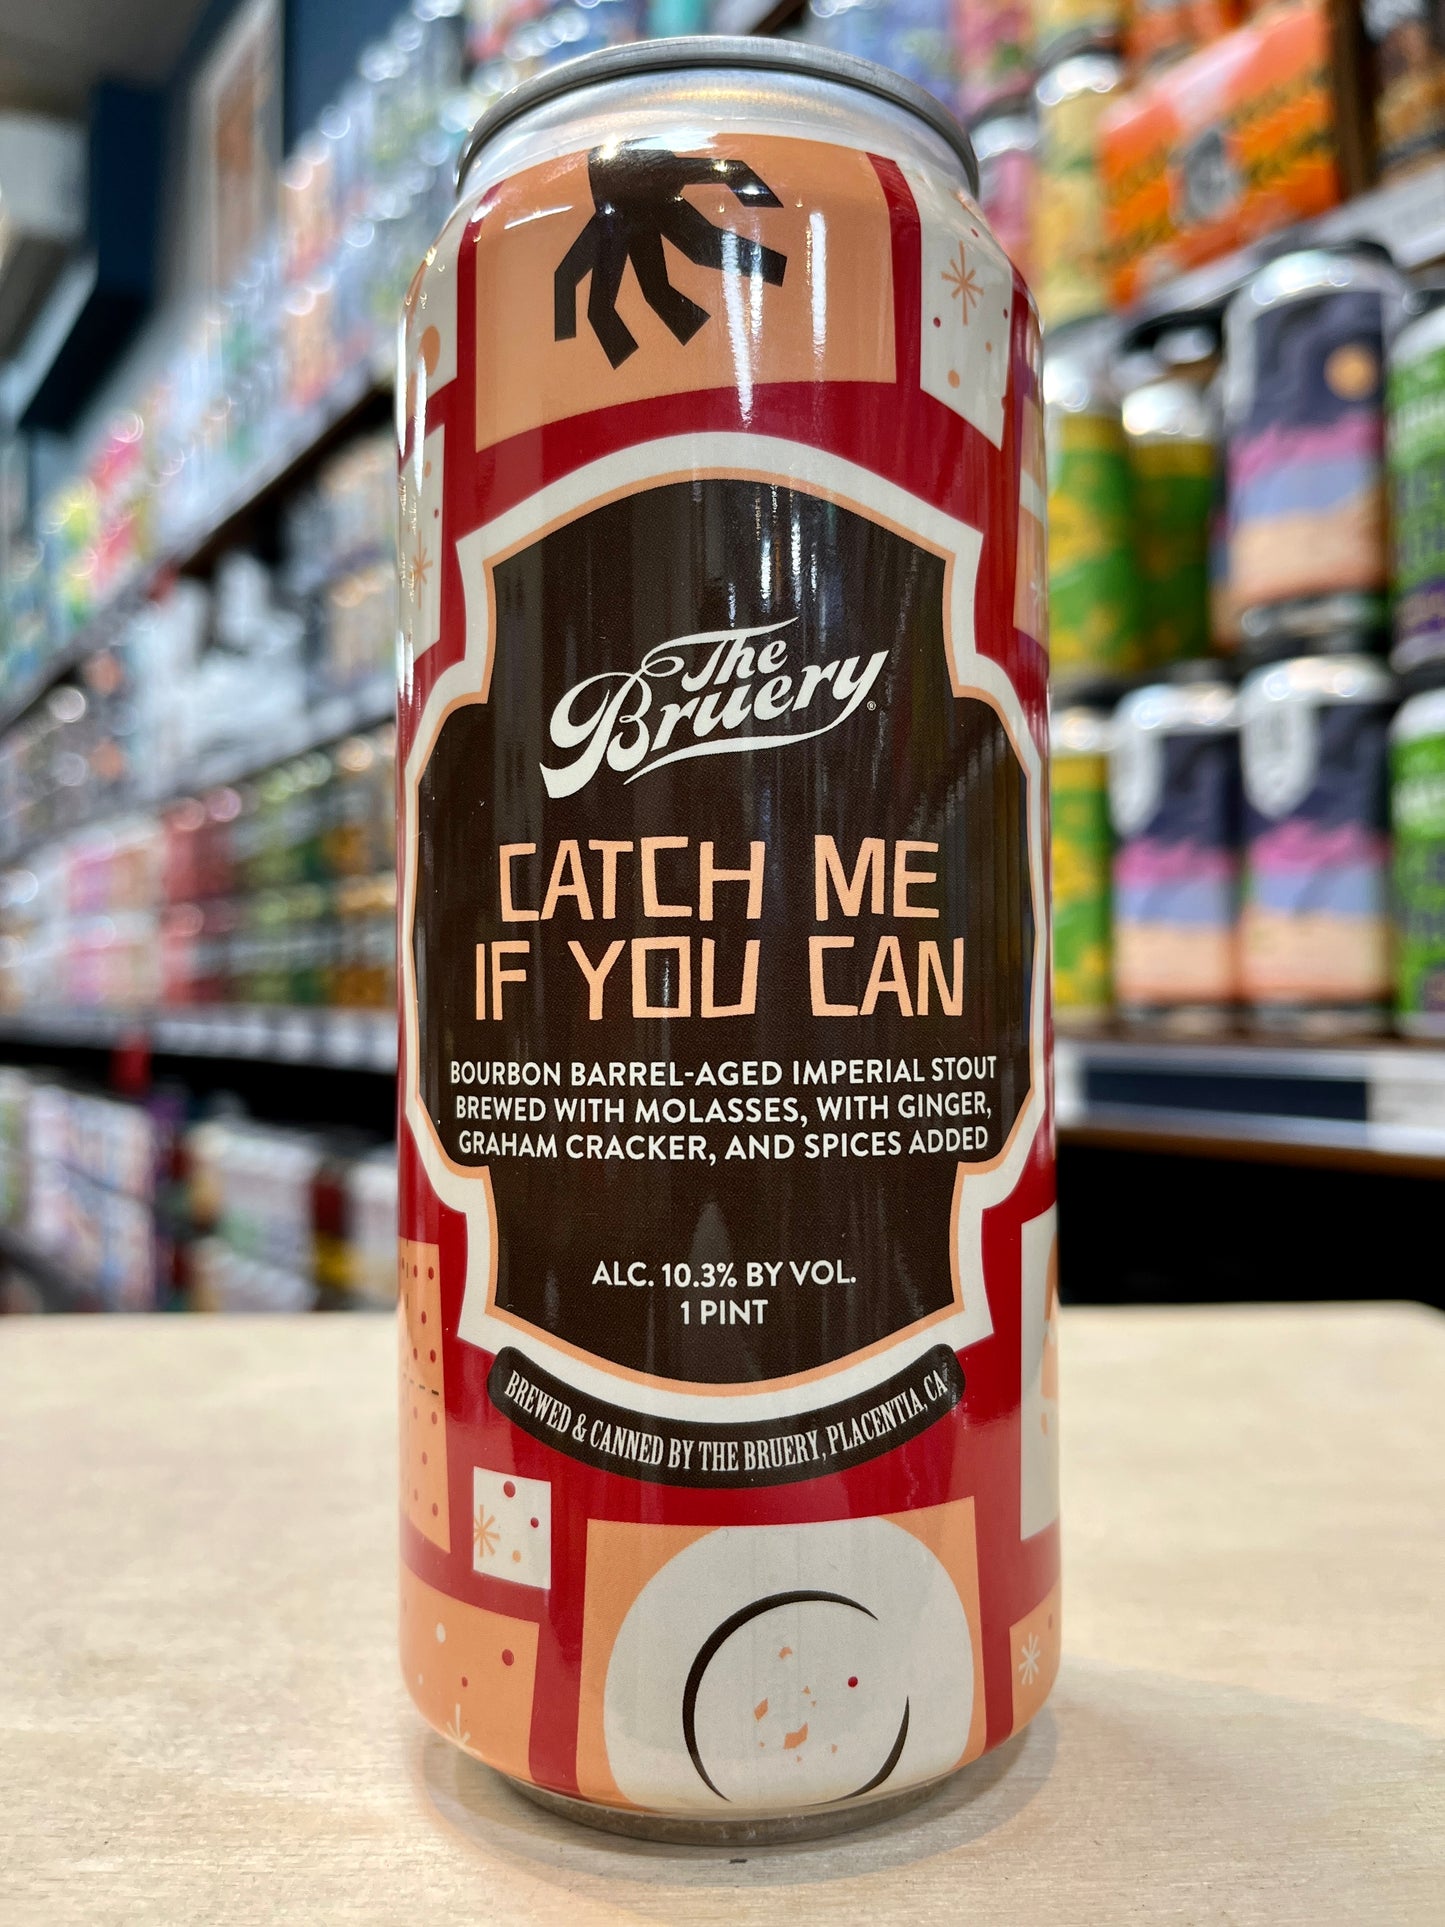 The
Bruery®
CATCH ME
IF YOU CAN
BOURBON BARREL-AGED IMPERIAL STOUT
BREWED WITH MOLASSES, WITH GINGER,
GRAHAM CRACKER, AND SPICES ADDED
ALC. 10.3% BY VOL.
1 PINT
BREWED & CANNED BY THE BRUERY, PLACENTIA, CA